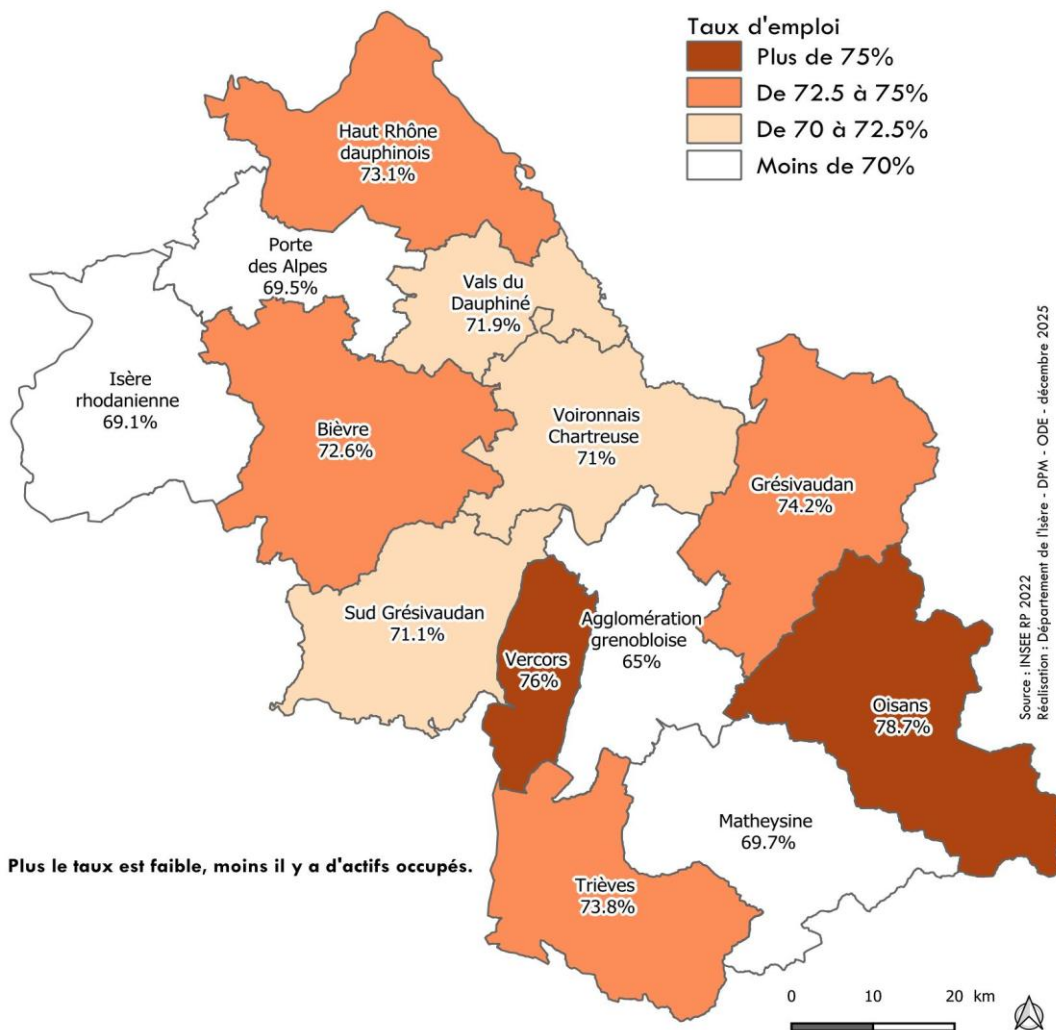 Taux d'emploi
Plus de 75%
De 72.5 à 75%
De 70 à 72.5%
Moins de 70%
Haut Rhône
dauphinois
73.1%
Porte
des Alpes
69.5%
Vals du
Dauphiné
71.9%
Isère
rhodanienne
69.1%
Bièvre
72.6%
Voironnais
Chartreuse
71%
Grésivaudan
74.2%
Sud Grésivaudan
71.1%
Vercors
76%
Agglomération
grenobloise
65%
Oisans
78.7%
Matheysine
69.7%
Trièves
73.8%
Plus le taux est faible, moins il y a d'actifs occupés.
Source : INSEE RP 2022
Réalisation : Département de l'Isère - DPM - ODE - décembre 2025
0 10 20 km